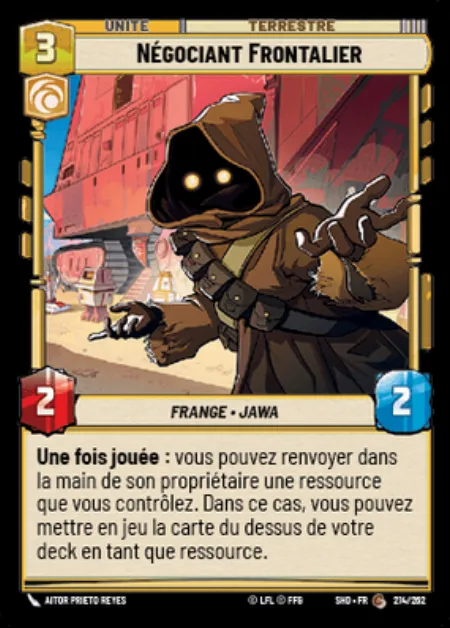 UNITÉ
TERRESTRE
3
NÉGOCIANT FRONTALIER
2
FRANGE • JAWA
2
Une fois jouée : vous pouvez renvoyer dans
la main de son propriétaire une ressource
que vous contrôlez. Dans ce cas, vous pouvez
mettre en jeu la carte du dessus de votre
deck en tant que ressource.
AITOR PRIETO REYES
© LFL © FFG
SHD • FR
C
214/262